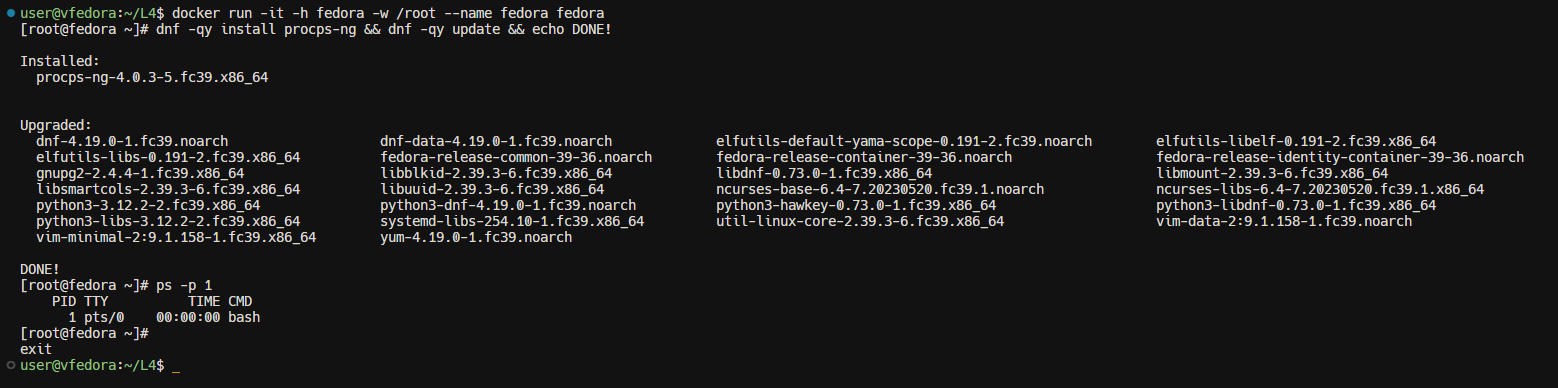 user@vfedora:~/L4$ docker run -it -h fedora -w /root --name fedora fedora
[root@fedora ~]# dnf -qy install procps-ng && dnf -qy update && echo DONE!
Installed:
procps-ng-4.0.3-5.fc39.x86_64
Upgraded:
dnf-4.19.0-1.fc39.noarch dnf-data-4.19.0-1.fc39.noarch elfutils-default-yama-scope-0.191-2.fc39.noarch elfutils-libelf-0.191-2.fc39.x86_64
elfutils-libs-0.191-2.fc39.x86_64 fedora-release-common-39-36.noarch fedora-release-container-39-36.noarch fedora-release-identity-container-39-36.noarch
gnupg2-2.4.4-1.fc39.x86_64 libblkid-2.39.3-6.fc39.x86_64 libdnf-0.73.0-1.fc39.x86_64 libmount-2.39.3-6.fc39.x86_64
libsmartcols-2.39.3-6.fc39.x86_64 libuuid-2.39.3-6.fc39.x86_64 ncurses-base-6.4-7.20230520.fc39.1.noarch ncurses-libs-6.4-7.20230520.fc39.1.x86_64
python3-3.12.2-2.fc39.x86_64 python3-dnf-4.19.0-1.fc39.noarch python3-hawkey-0.73.0-1.fc39.x86_64 python3-libdnf-0.73.0-1.fc39.x86_64
python3-libs-3.12.2-2.fc39.x86_64 systemd-libs-254.10-1.fc39.x86_64 util-linux-core-2.39.3-6.fc39.x86_64 vim-data-2:9.1.158-1.fc39.noarch
vim-minimal-2:9.1.158-1.fc39.x86_64 yum-4.19.0-1.fc39.noarch
DONE!
[root@fedora ~]# ps -p 1
PID TTY TIME CMD
1 pts/0 00:00:00 bash
[root@fedora ~]#
exit
user@vfedora:~/L4$ _